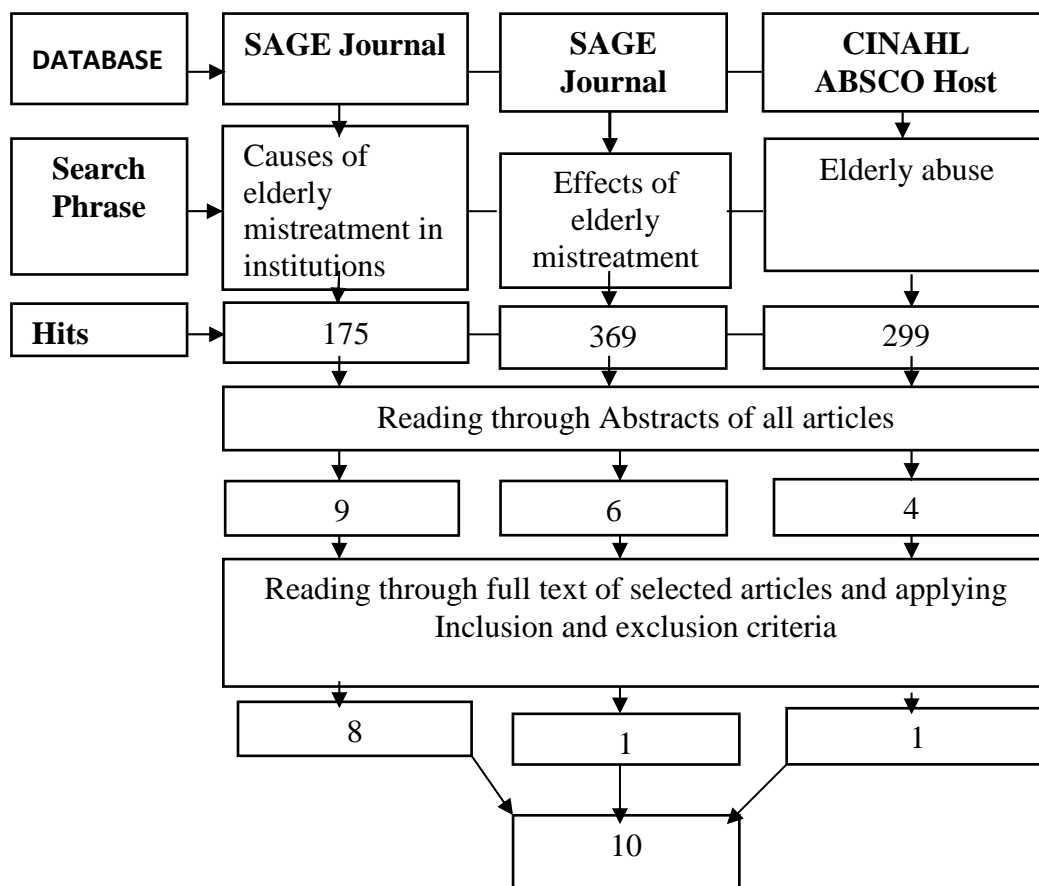 DATABASE
SAGE Journal
SAGE
Journal
CINAHL
ABSCO Host
Search
Phrase
Causes of
elderly
mistreatment in
institutions
Effects of
elderly
mistreatment
Elderly abuse
Hits
175
369
299
Reading through Abstracts of all articles
9
6
4
Reading through full text of selected articles and applying
Inclusion and exclusion criteria
8
1
1
10